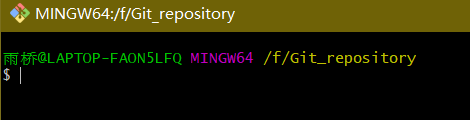 MINGW64:/f/Git_repository
雨桥@LAPTOP-FAON5LFQ MINGW64 /f/Git_repository
$